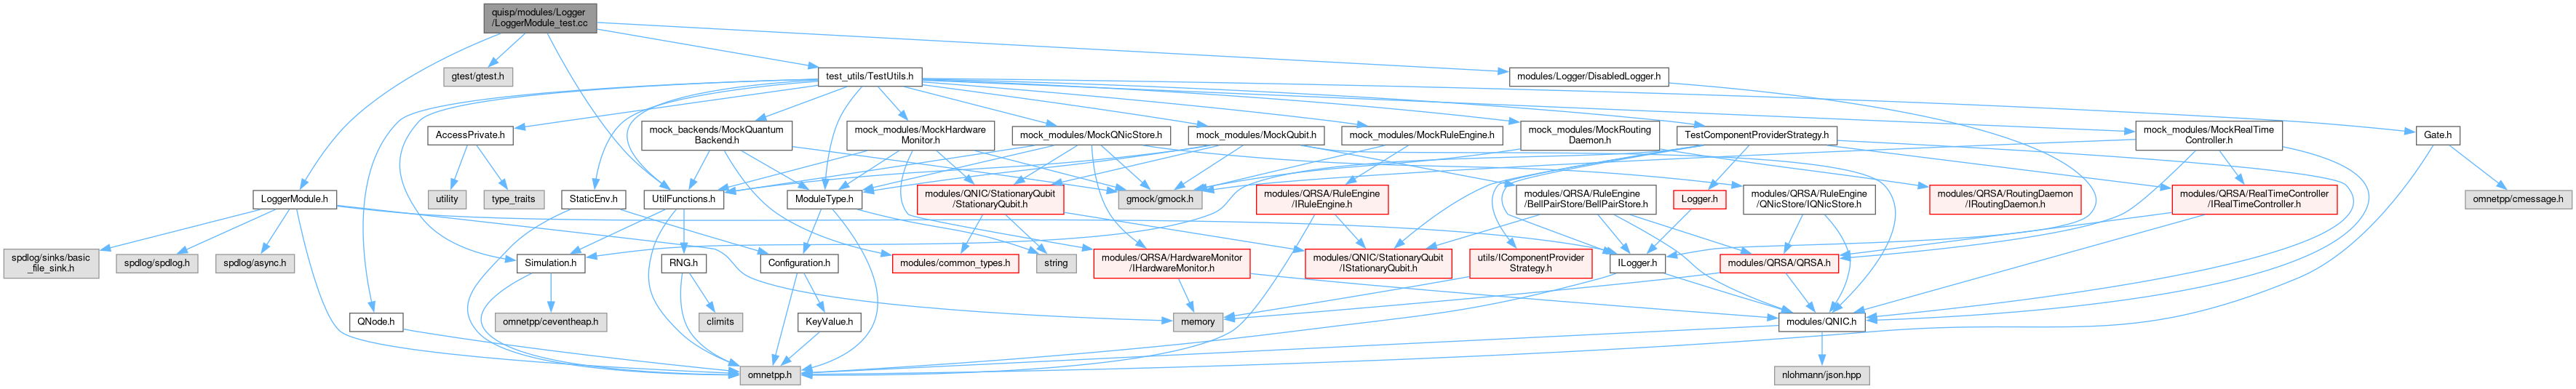 quisp/modules/Logger
/LoggerModule_test.cc
gtest/gtest.h
test_utils/TestUtils.h
modules/Logger/DisabledLogger.h
AccessPrivate.h
mock_backends/MockQuantum
Backend.h
mock_modules/MockHardware
Monitor.h
mock_modules/MockQNicStore.h
mock_modules/MockQubit.h
mock_modules/MockRuleEngine.h
mock_modules/MockRouting
Daemon.h
TestComponentProviderStrategy.h
mock_modules/MockRealTime
Controller.h
Gate.h
LoggerModule.h
utility
type_traits
StaticEnv.h
UtilFunctions.h
ModuleType.h
modules/QNIC/StationaryQubit
/StationaryQubit.h
gmock/gmock.h
modules/QRSA/RuleEngine
/IRuleEngine.h
modules/QRSA/RuleEngine
/BellPairStore/BellPairStore.h
Logger.h
modules/QRSA/RuleEngine
/QNicStore/IQNicStore.h
modules/QRSA/RoutingDaemon
/IRoutingDaemon.h
modules/QRSA/RealTimeController
/IRealTimeController.h
omnetpp/cmessage.h
spdlog/sinks/basic
_file_sink.h
spdlog/spdlog.h
spdlog/async.h
Simulation.h
RNG.h
Configuration.h
modules/common_types.h
string
modules/QRSA/HardwareMonitor
/IHardwareMonitor.h
modules/QNIC/StationaryQubit
/IStationaryQubit.h
utils/IComponentProvider
Strategy.h
ILogger.h
modules/QRSA/QRSA.h
QNode.h
omnetpp/ceventheap.h
climits
KeyValue.h
memory
modules/QNIC.h
omnetpp.h
nlohmann/json.hpp